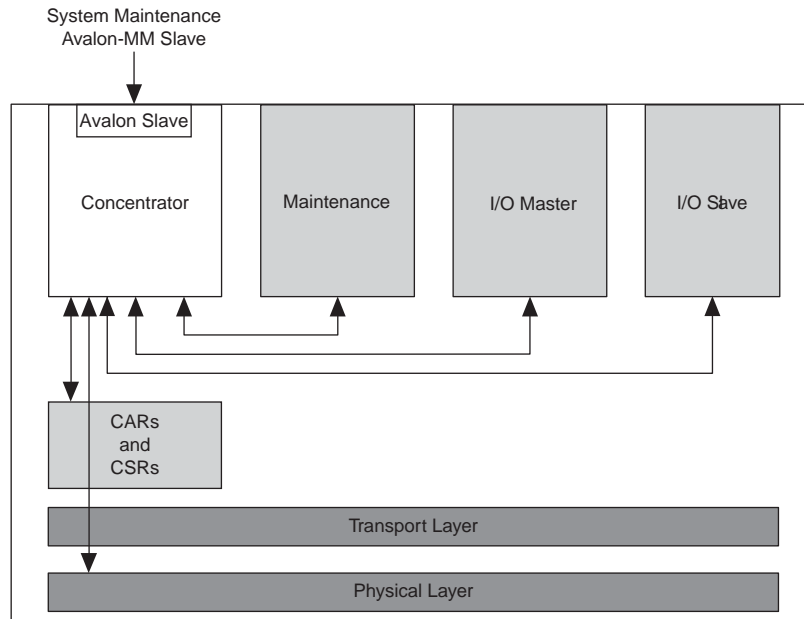 System Maintenance
Avalon-MM Slave
Avalon Slave
Concentrator
Maintenance
I/O Master
I/O Slave
CARs
and
CSRs
Transport Layer
Physical Layer